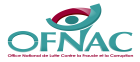 OFNAC
Office National de Lutte Contre la Fraude et la Corruption